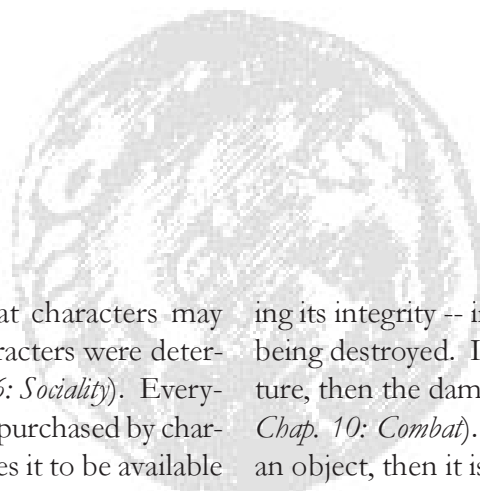 at characters may
racters were deter-
6: Sociality). Every-
purchased by char-
es it to be available
ing its integrity -- i
being destroyed. I
ture, then the dam
Chap. 10: Combat).
an object, then it is